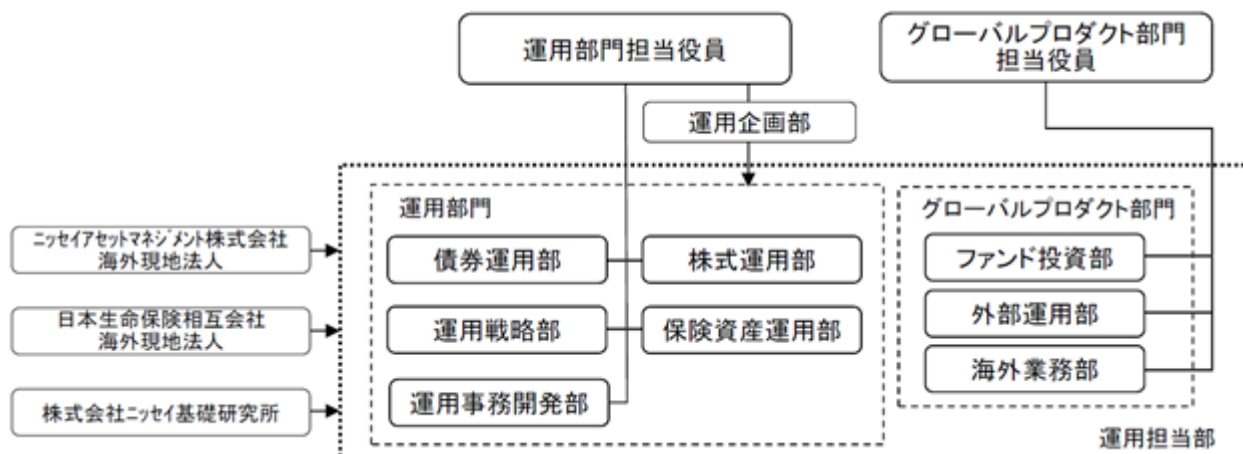 運用部門担当役員
グローバルプロダクト部門
担当役員
運用企画部
運用部門
グローバルプロダクト部門
ニッセイアセットマネジメント株式会社
海外現地法人
債券運用部
株式運用部
ファンド投資部
日本生命保険相互会社
海外現地法人
運用戦略部
保険資産運用部
外部運用部
海外業務部
株式会社ニッセイ基礎研究所
運用事務開発部
運用担当部